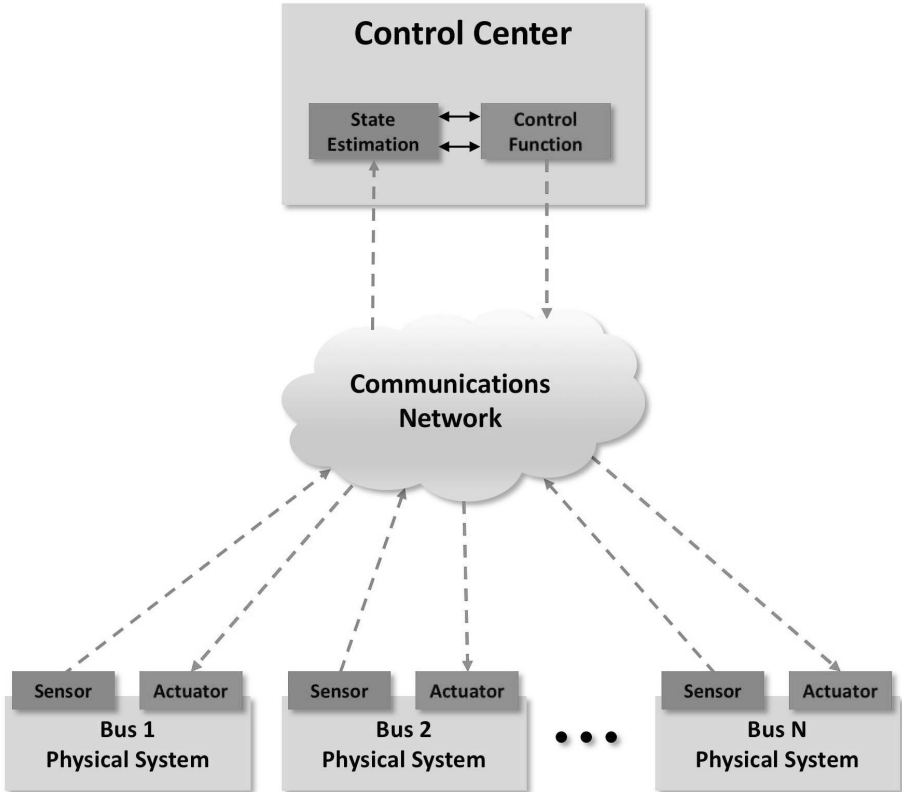 Control Center
State
Estimation
Control
Function
Communications
Network
Sensor
Actuator
Bus 1
Physical System
Sensor
Actuator
Bus 2
Physical System
Sensor
Actuator
Bus N
Physical System